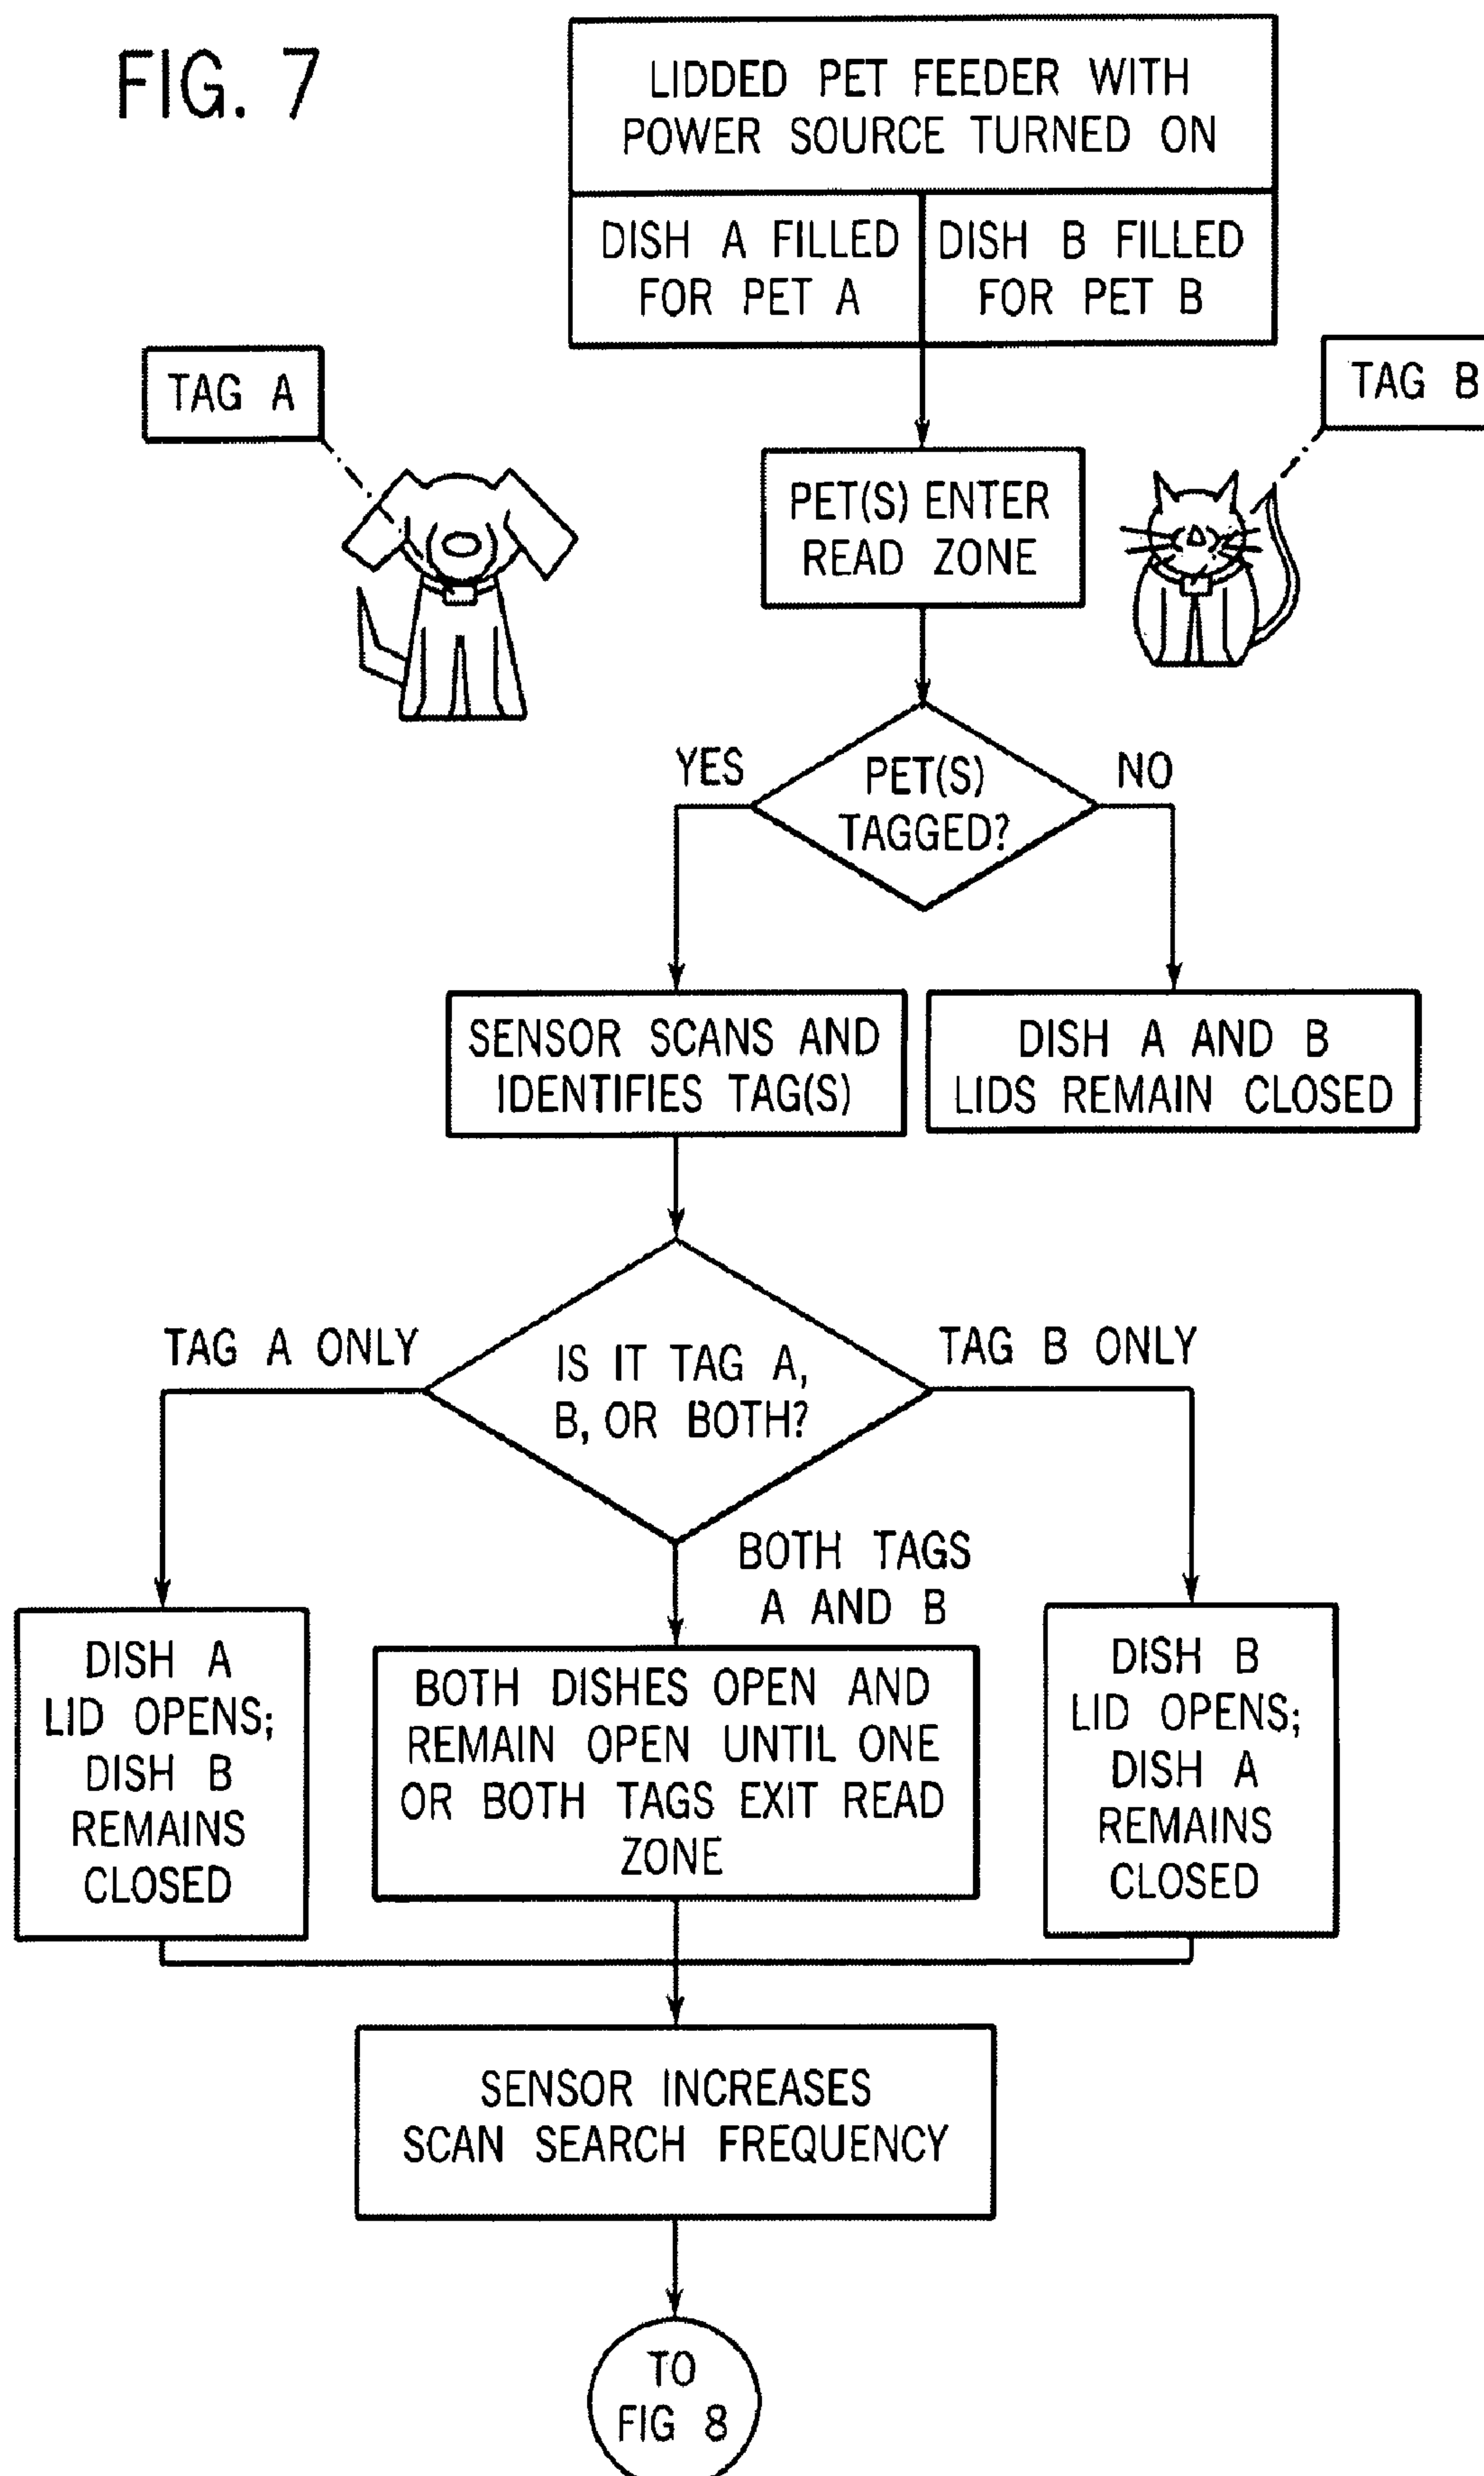 FIG. 7
LIDDED PET FEEDER WITH
POWER SOURCE TURNED ON
DISH A FILLED
FOR PET A
DISH B FILLED
FOR PET B
TAG A
TAG B
PET(S) ENTER
READ ZONE
YES
PET(S)
TAGGED?
NO
SENSOR SCANS AND
IDENTIFIES TAG(S)
DISH A AND B
LIDS REMAIN CLOSED
TAG A ONLY
IS IT TAG A,
B, OR BOTH?
TAG B ONLY
BOTH TAGS
A AND B
DISH A
LID OPENS;
DISH B
REMAINS
CLOSED
BOTH DISHES OPEN AND
REMAIN OPEN UNTIL ONE
OR BOTH TAGS EXIT READ
ZONE
DISH B
LID OPENS;
DISH A
REMAINS
CLOSED
SENSOR INCREASES
SCAN SEARCH FREQUENCY
TO
FIG 8